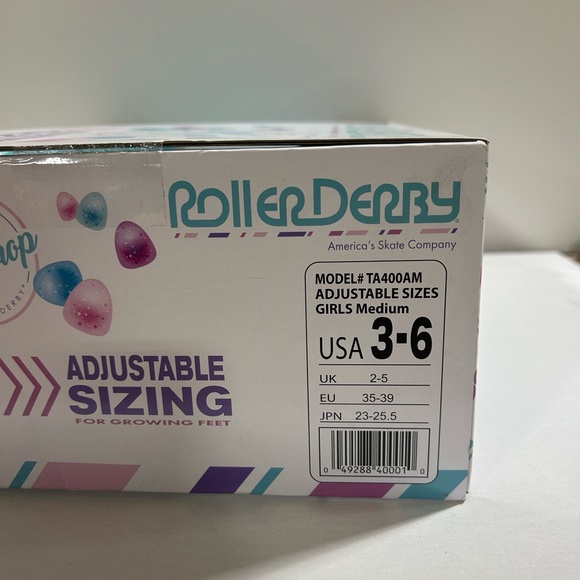 RollerDerby
America's Skate Company
DERBY
ADJUSTABLE
SIZING
FOR GROWING FEET
MODEL# TA400AM
ADJUSTABLE SIZES
GIRLS Medium
USA 3-6
UK 2-5
EU 35-39
JPN 23-25.5
0 49288 40001 0